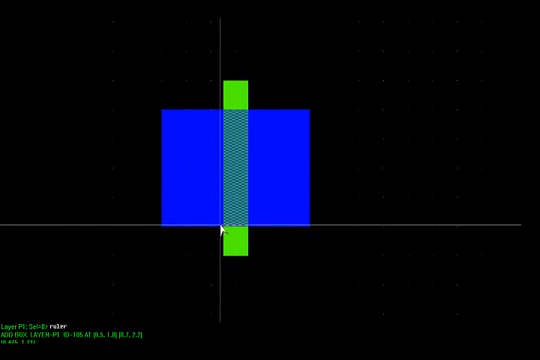 Layer P1: Sel=0> ruler
ADD BOX LAYER=P1 ID=185 AT (0.5, 1.0) (0.7, 7.2)